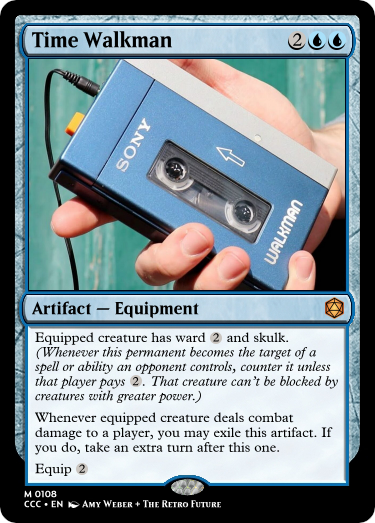 Time Walkman 2
SONY
WALKMAN
Artifact — Equipment
Equipped creature has ward 2 and skulk.
(Whenever this permanent becomes the target of a
spell or ability an opponent controls, counter it unless
that player pays 2. That creature can't be blocked by
creatures with greater power.)
Whenever equipped creature deals combat
damage to a player, you may exile this artifact. If
you do, take an extra turn after this one.
Equip 2
M 0108
CCC • EN Amy Weber + The Retro Future